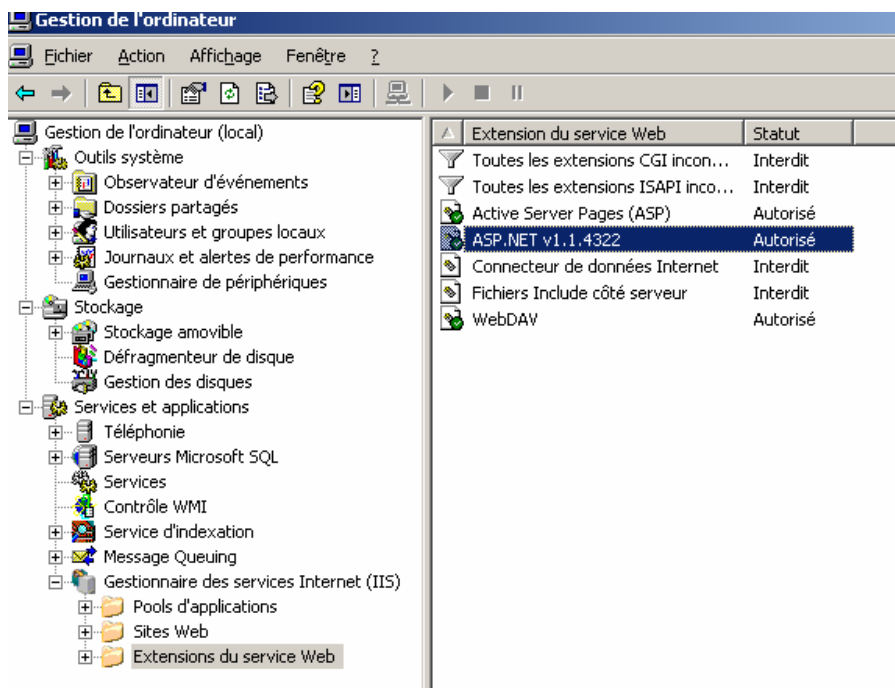 Gestion de l'ordinateur
Fichier Action Affichage Fenêtre ?
Gestion de l'ordinateur (local)
Outils système
Observateur d'événements
Dossiers partagés
Utilisateurs et groupes locaux
Journaux et alertes de performance
Gestionnaire de périphériques
Stockage
Stockage amovible
Défragmenteur de disque
Gestion des disques
Services et applications
Téléphonie
Serveurs Microsoft SQL
Services
Contrôle WMI
Service d'indexation
Message Queuing
Gestionnaire des services Internet (IIS)
Pools d'applications
Sites Web
Extensions du service Web
Extension du service Web Statut
Toutes les extensions CGI incon... Interdit
Toutes les extensions ISAPI inco... Interdit
Active Server Pages (ASP) Autorisé
ASP.NET v1.1.4322 Autorisé
Connecteur de données Internet Interdit
Fichiers Include côté serveur Interdit
WebDAV Autorisé